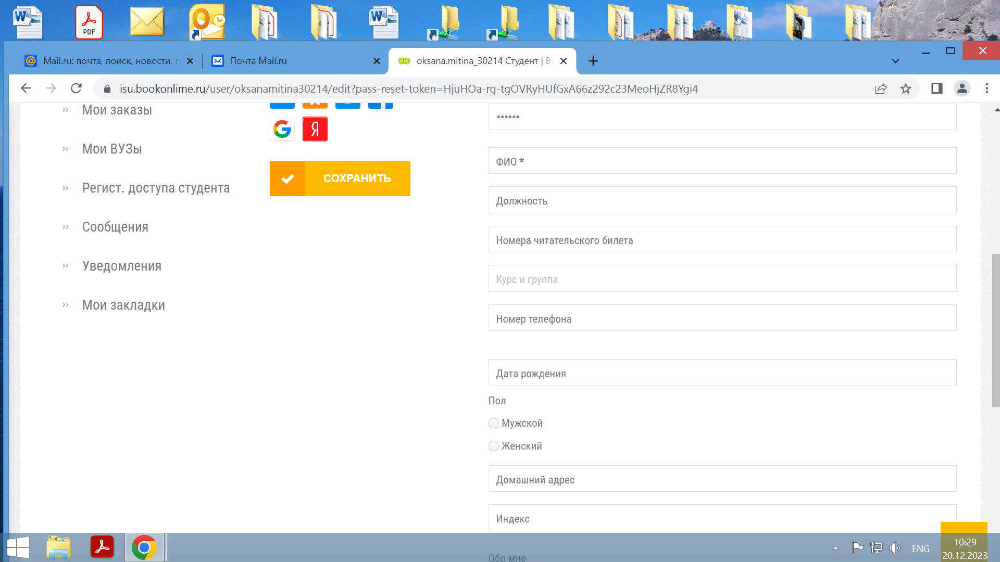 PDF
Mail.ru: почта, поиск, новости, п
Почта Mail.ru
oksana.mitina_30214 Студент | Bo
isu.bookonlime.ru/user/oksanamitina30214/edit?pass-reset-token=HjuHOa-rg-tgOVRyHUfGxA66z292c23MeoHjZR8Ygi4
Мои заказы
••••••
Мои ВУЗы
ФИО *
СОХРАНИТЬ
Регист. доступа студента
Должность
Сообщения
Номера читательского билета
Уведомления
Курс и группа
Мои закладки
Номер телефона
Дата рождения
Пол
Мужской
Женский
Домашний адрес
Индекс
Обо мне
ENG
10:29
20.12.2023